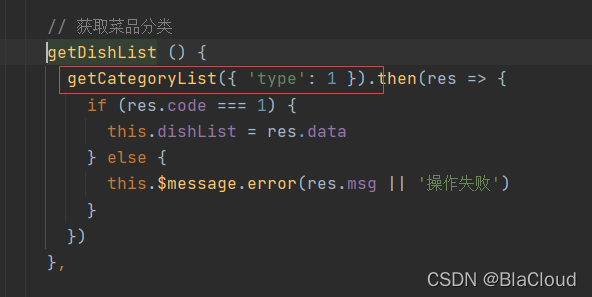 // 获取菜品分类
getDishList () {
getCategoryList({ 'type': 1 }).then(res => {
if (res.code === 1) {
this.dishList = res.data
} else {
this.$message.error(res.msg || '操作失败')
}
})
},
CSDN @BlaCloud